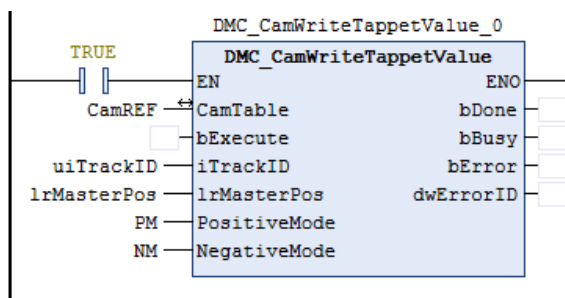 DMC_CamWriteTappetValue_0
TRUE DMC_CamWriteTappetValue
EN ENO
CamREF CamTable bDone
bExecute bBusy
uiTrackID iTrackID bError
lrMasterPos lrMasterPos dwErrorID
PM PositiveMode
NM NegativeMode